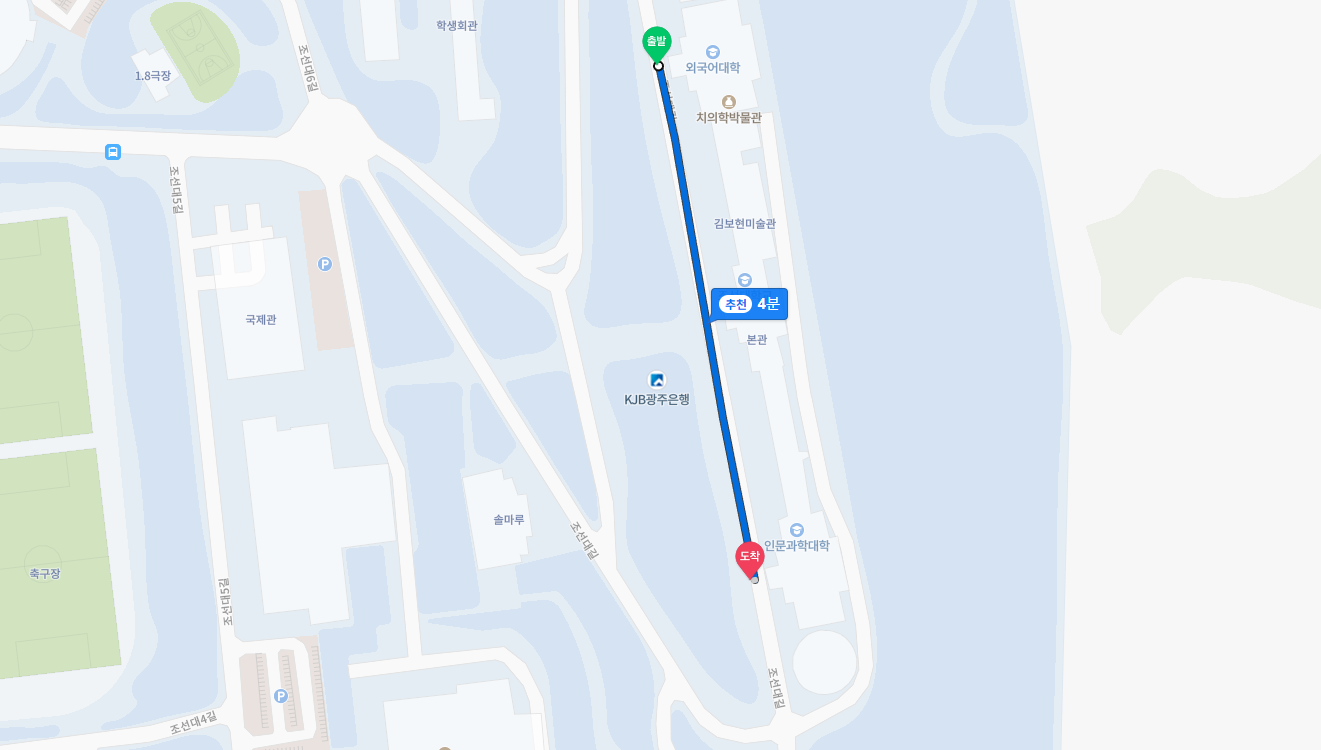 학생회관
출발
외국어대학
1.8극장
조선대6길
치의학박물관
조선대5길
김보현미술관
P
국제관
추천 4분
본관
KJB광주은행
솔마루
조선대길
인문과학대학
도착
축구장
조선대5길
조선대길
P
조선대4길